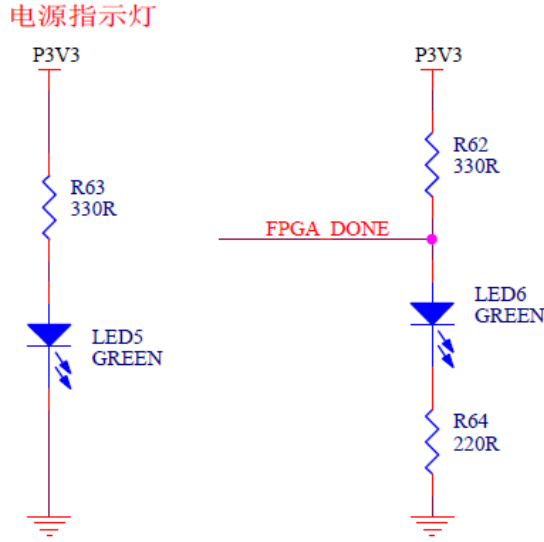 电源指示灯
P3V3
R63
330R
LED5
GREEN
P3V3
R62
330R
FPGA_DONE
LED6
GREEN
R64
220R